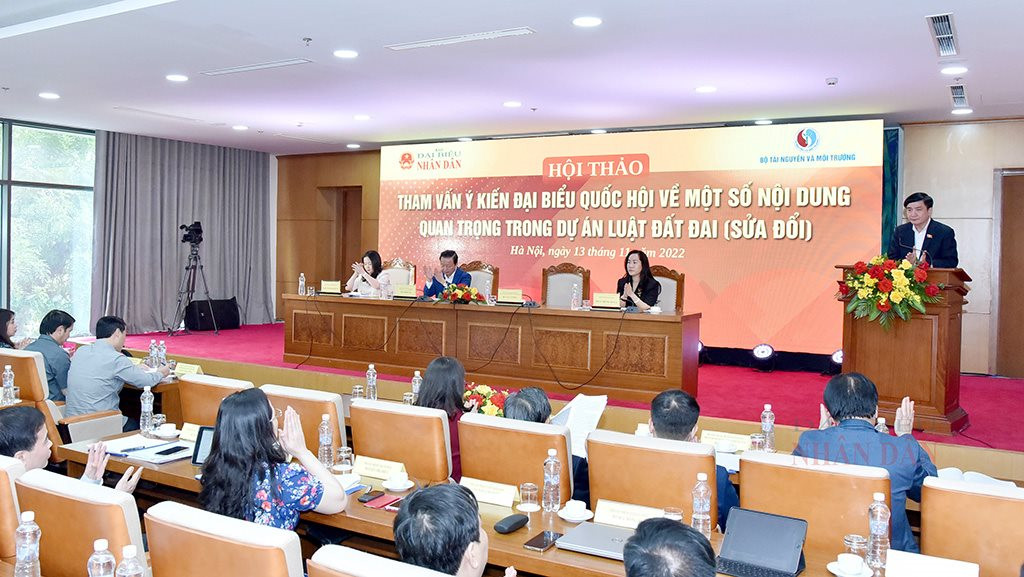 ĐẠI BIỂU
NHÂN DÂN
HỘI THẢO
BỘ TÀI NGUYÊN VÀ MÔI TRƯỜNG
THAM VẤN Ý KIẾN ĐẠI BIỂU QUỐC HỘI VỀ MỘT SỐ NỘI DUNG
QUAN TRỌNG TRONG DỰ ÁN LUẬT ĐẤT ĐAI (SỬA ĐỔI)
Hà Nội, ngày 13 tháng 11 năm 2022
NHÂN DÂN